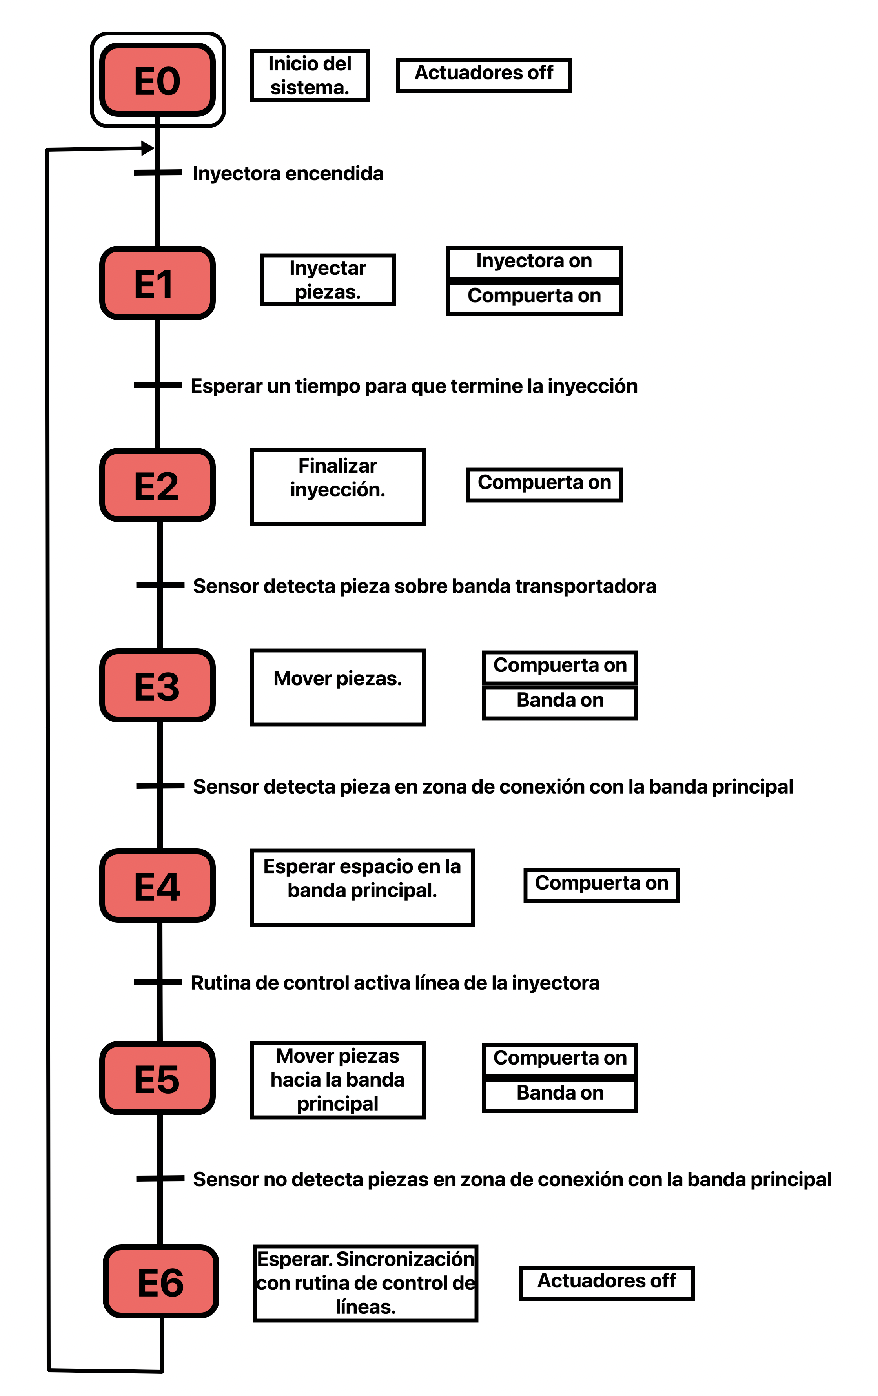 E0
Inicio del
sistema.
Actuadores off
Inyectora encendida
E1
Inyectar
piezas.
Inyectora on
Compuerta on
Esperar un tiempo para que termine la inyección
E2
Finalizar
inyección.
Compuerta on
Sensor detecta pieza sobre banda transportadora
E3
Mover piezas.
Compuerta on
Banda on
Sensor detecta pieza en zona de conexión con la banda principal
E4
Esperar espacio en la
banda principal.
Compuerta on
Rutina de control activa línea de la inyectora
E5
Mover piezas
hacia la banda
principal
Compuerta on
Banda on
Sensor no detecta piezas en zona de conexión con la banda principal
E6
Esperar. Sincronización
con rutina de control de
líneas.
Actuadores off